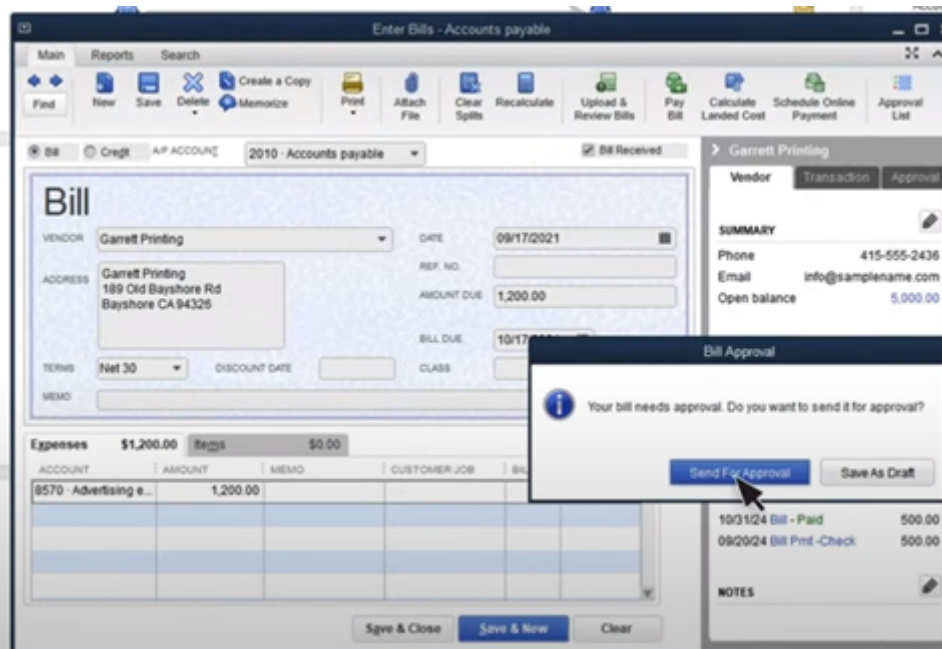 Enter Bills - Accounts payable
Main Reports Search
Find New Save Delete Create a Copy Memorize Print Attach File Clear Splits Recalculate Upload & Review Bills Pay Bill Calculate Landed Cost Schedule Online Payment Approval List
Bill Credit A/P ACCOUNT 2010 · Accounts payable Bill Received
Garrett Printing
Vendor Transaction Approval
Bill
VENDOR Garrett Printing DATE 09/17/2021
REF. NO.
ADDRESS Garrett Printing
189 Old Bayshore Rd
Bayshore CA 94326
AMOUNT DUE 1,200.00
BILL DUE 10/17
TERMS Net 30 DISCOUNT DATE CLASS
MEMO
SUMMARY
Phone 415-555-2436
Email info@samplename.com
Open balance 5,000.00
Bill Approval
Your bill needs approval. Do you want to send it for approval?
Send For Approval Save As Draft
Expenses $1,200.00 Items $0.00
ACCOUNT AMOUNT MEMO CUSTOMER:JOB
8570 · Advertising e... 1,200.00
10/31/24 Bill - Paid 500.00
09/20/24 Bill Pmt -Check 500.00
NOTES
Save & Close Save & New Clear